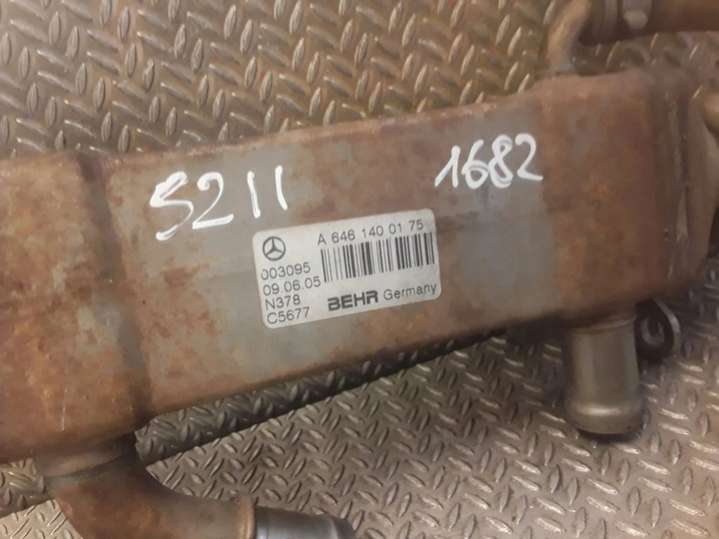 S211
1682
A 646 140 01 75
003095
09.06.05
N378
C5677
BEHR Germany